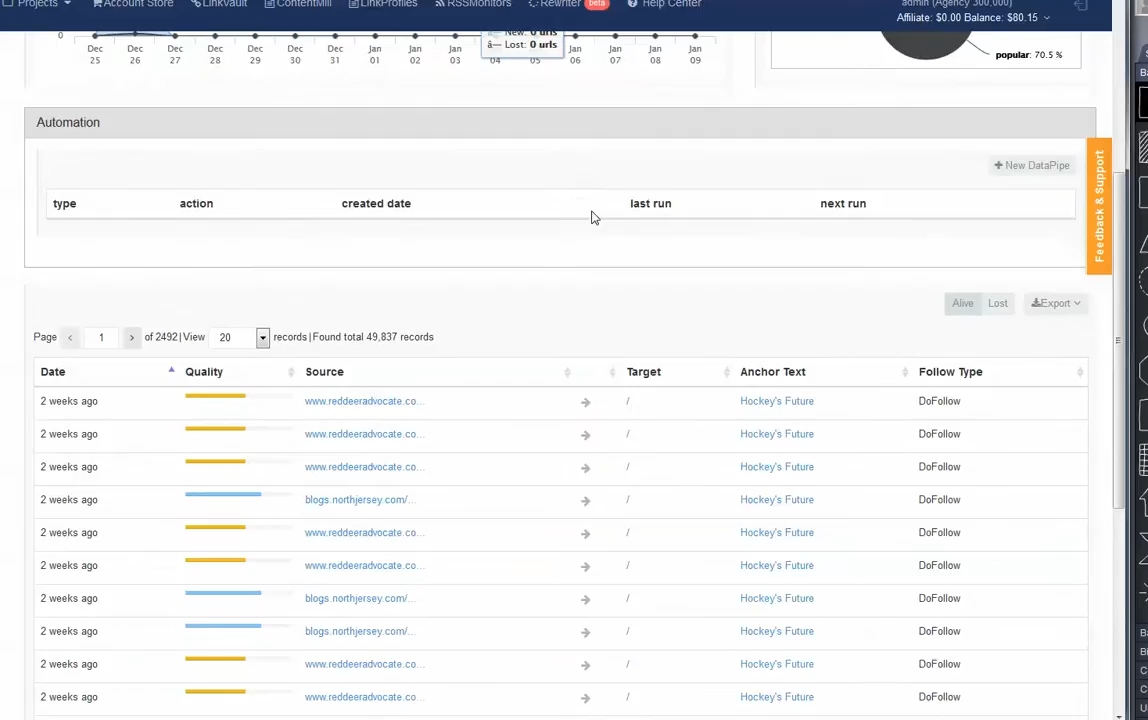 Projects Account Store LinkVault ContentMill LinkProfiles RSSMonitors Rewriter beta Help Center
admin (Agency 300,000)
Affiliate: $0.00 Balance: $80.15
0
New: 0 urls
â— Lost: 0 urls
Dec 25 Dec 26 Dec 27 Dec 28 Dec 29 Dec 30 Dec 31 Jan 01 Jan 02 Jan 03 Jan 04 Jan 05 Jan 06 Jan 07 Jan 08 Jan 09
popular: 70.5 %
Automation
New DataPipe
type action created date last run next run
Feedback & Support
Alive Lost Export
Page 1 of 2492 | View 20 records | Found total 49,837 records
Date Quality Source Target Anchor Text Follow Type
2 weeks ago www.reddeeradvocate.co... / Hockey's Future DoFollow
2 weeks ago www.reddeeradvocate.co... / Hockey's Future DoFollow
2 weeks ago www.reddeeradvocate.co... / Hockey's Future DoFollow
2 weeks ago blogs.northjersey.com/... / Hockey's Future DoFollow
2 weeks ago www.reddeeradvocate.co... / Hockey's Future DoFollow
2 weeks ago www.reddeeradvocate.co... / Hockey's Future DoFollow
2 weeks ago blogs.northjersey.com/... / Hockey's Future DoFollow
2 weeks ago blogs.northjersey.com/... / Hockey's Future DoFollow
2 weeks ago www.reddeeradvocate.co... / Hockey's Future DoFollow
2 weeks ago www.reddeeradvocate.co... / Hockey's Future DoFollow